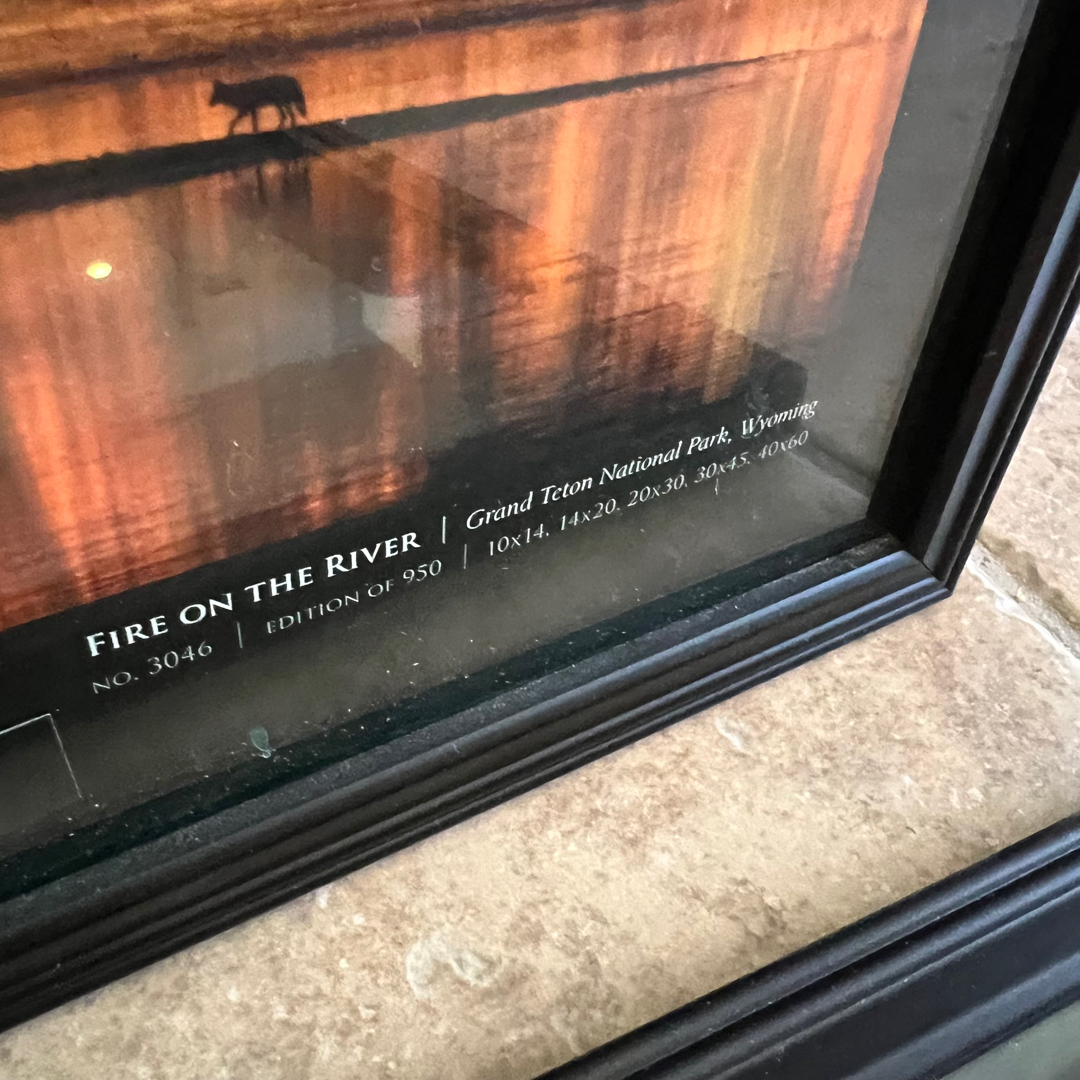 FIRE ON THE RIVER | Grand Teton National Park, Wyoming
NO. 3046 | EDITION OF 950 | 10x14, 14x20, 20x30, 30x45, 40x60